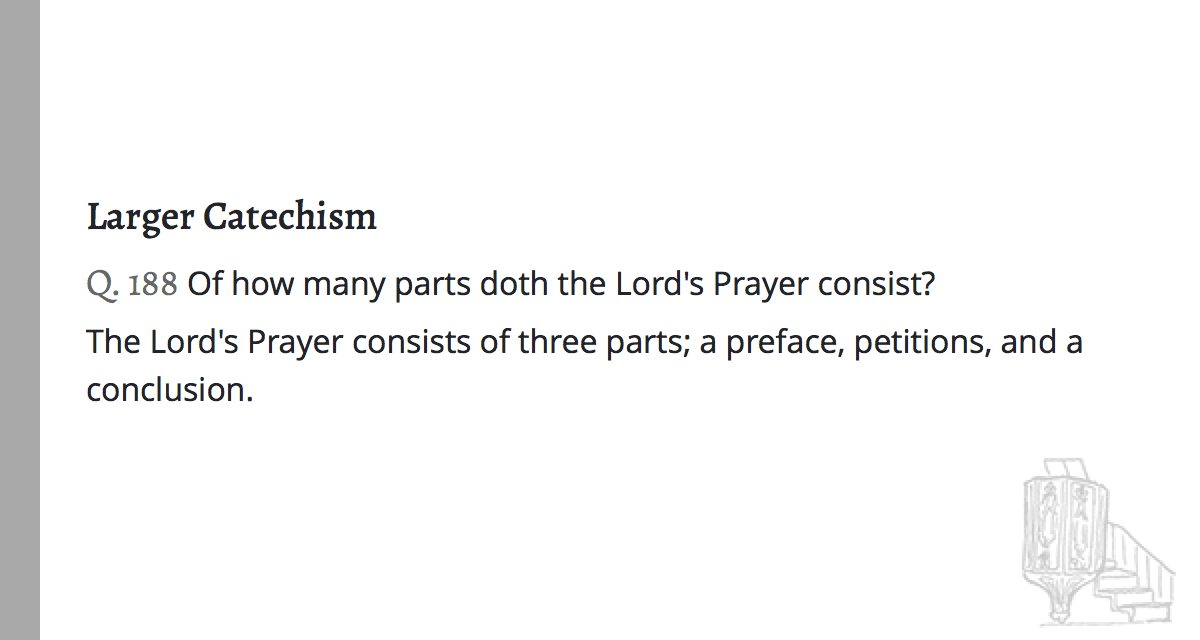 Larger Catechism
Q. 188 Of how many parts doth the Lord's Prayer consist?
The Lord's Prayer consists of three parts; a preface, petitions, and a
conclusion.